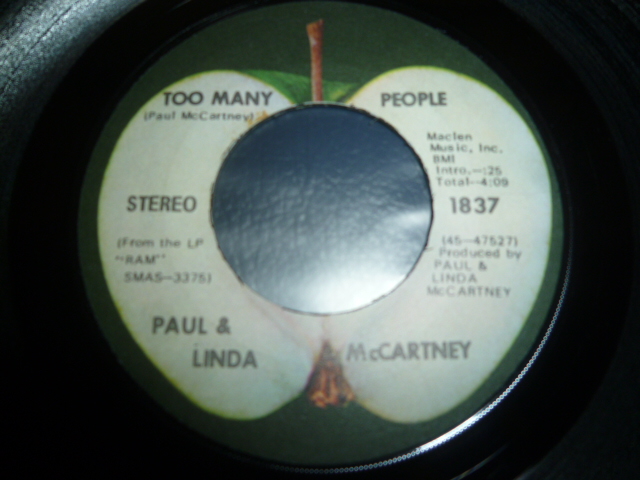 TOO MANY PEOPLE
(Paul McCartney)
Maclen
Music, Inc.
BMI
Intro.—:25
Total—4:09
STEREO
1837
(From the LP
"RAM"
SMAS-3375)
(45-47527)
Produced by
PAUL &
LINDA
McCARTNEY
PAUL &
LINDA McCARTNEY